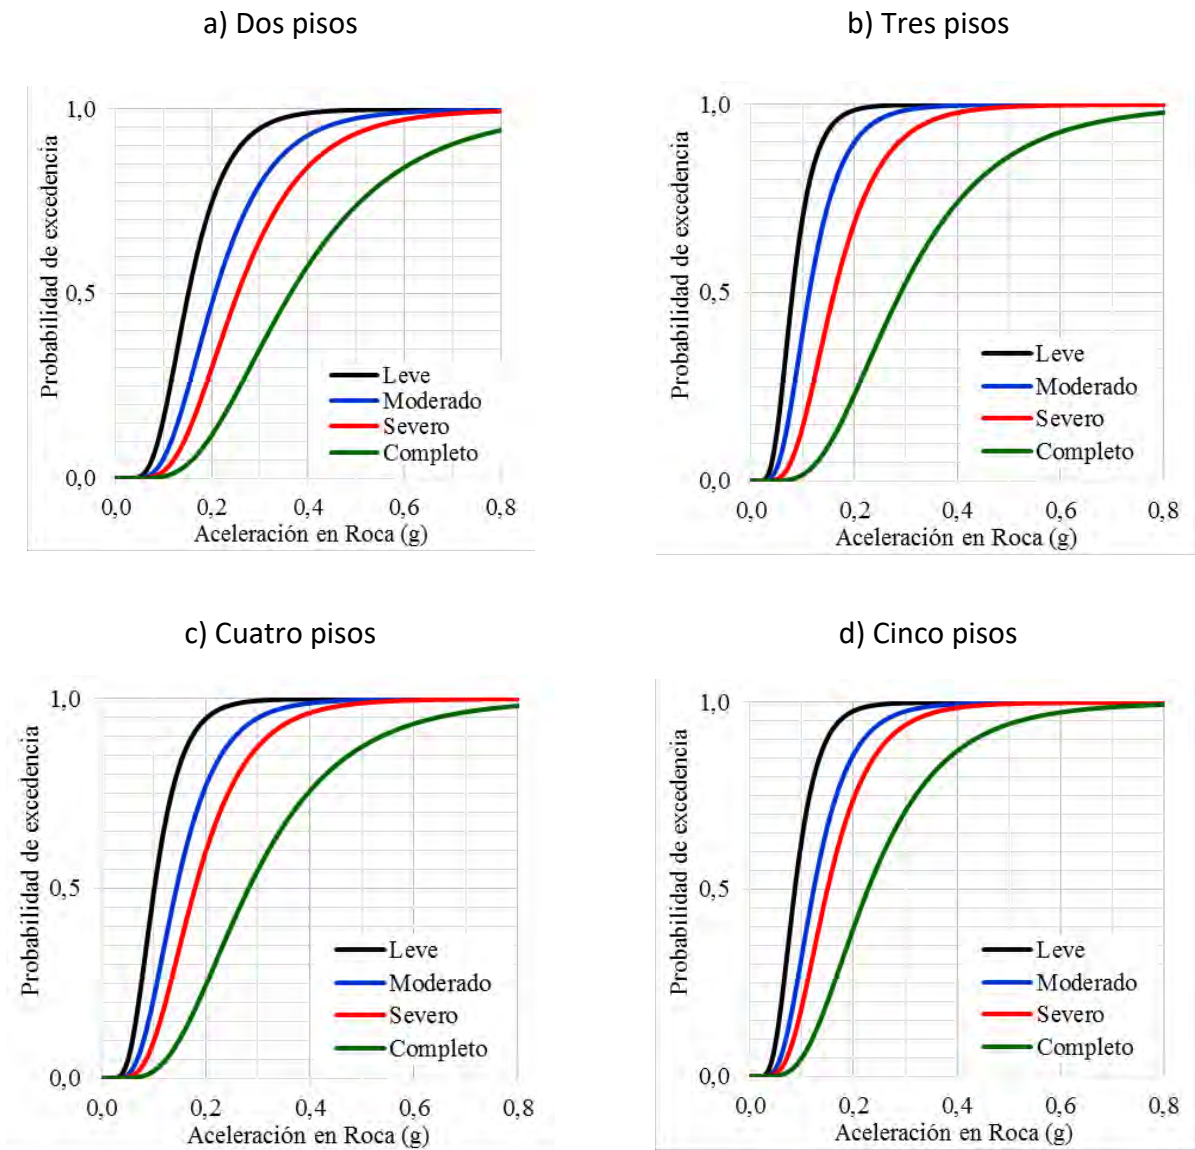 a) Dos pisos
Probabilidad de excedencia
1,0
0,5
0,0
Leve
Moderado
Severo
Completo
0,0 0,2 0,4 0,6 0,8
Aceleración en Roca (g)
b) Tres pisos
Probabilidad de excedencia
1,0
0,5
0,0
Leve
Moderado
Severo
Completo
0,0 0,2 0,4 0,6 0,8
Aceleración en Roca (g)
c) Cuatro pisos
Probabilidad de excedencia
1,0
0,5
0,0
Leve
Moderado
Severo
Completo
0,0 0,2 0,4 0,6 0,8
Aceleración en Roca (g)
d) Cinco pisos
Probabilidad de excedencia
1,0
0,5
0,0
Leve
Moderado
Severo
Completo
0,0 0,2 0,4 0,6 0,8
Aceleración en Roca (g)